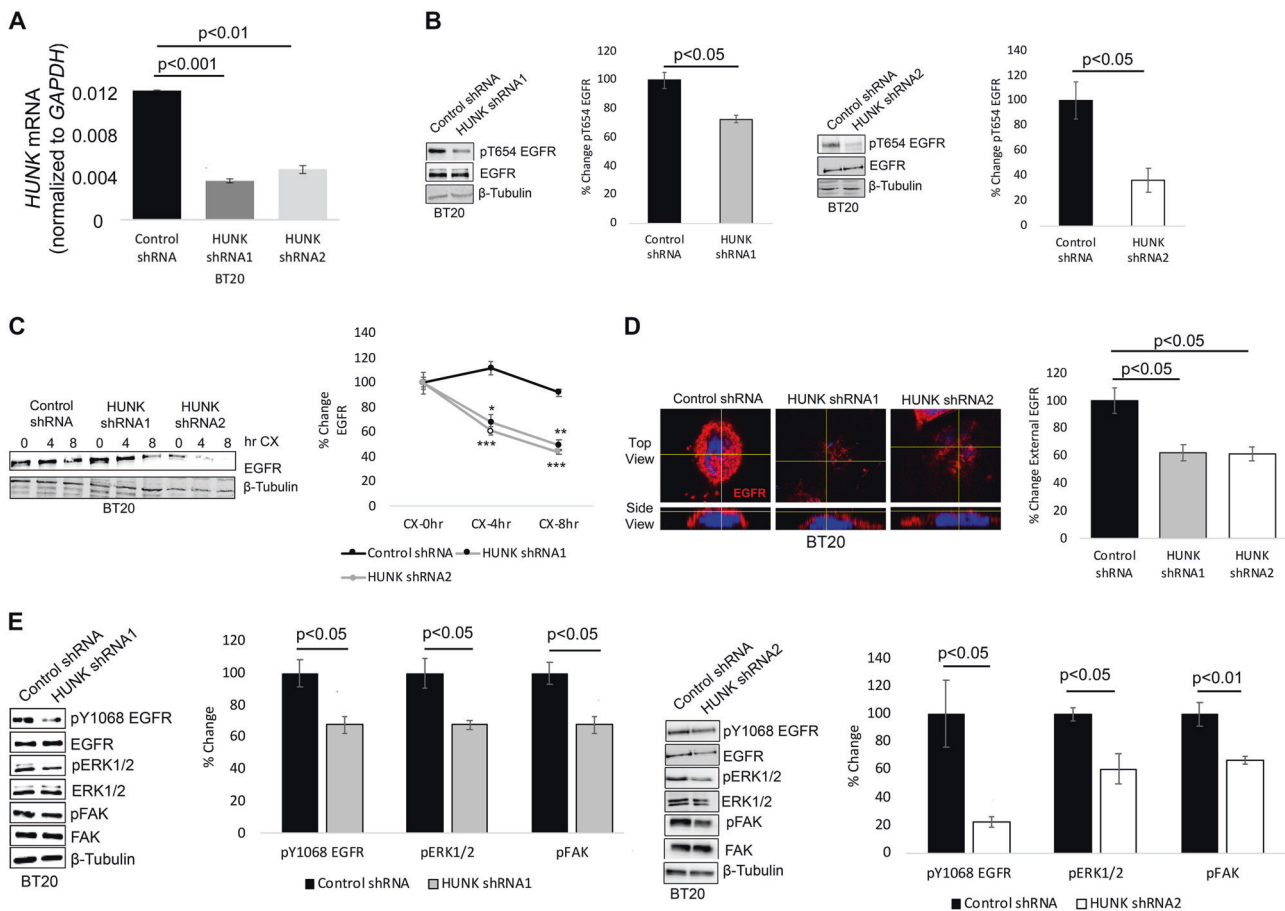 A
p<0.01
p<0.001
HUNK mRNA
(normalized to GAPDH)
0.012
0.008
0.004
0
Control
shRNA
HUNK
shRNA1
HUNK
shRNA2
BT20
B
Control shRNA
HUNK shRNA1
pT654 EGFR
EGFR
β-Tubulin
BT20
% Change pT654 EGFR
120
100
80
60
40
20
0
p<0.05
Control
shRNA
HUNK
shRNA1
Control shRNA
HUNK shRNA2
pT654 EGFR
EGFR
β-Tubulin
BT20
% Change pT654 EGFR
140
120
100
80
60
40
20
0
p<0.05
Control
shRNA
HUNK
shRNA2
C
Control
shRNA
HUNK
shRNA1
HUNK
shRNA2
0 4 8 0 4 8 0 4 8 hr CX
EGFR
β-Tubulin
BT20
% Change
EGFR
140
120
100
80
60
40
20
0
*
***
**
***
CX-0hr
CX-4hr
CX-8hr
Control shRNA
HUNK shRNA1
HUNK shRNA2
D
Control shRNA
HUNK shRNA1
HUNK shRNA2
Top
View
EGFR
Side
View
BT20
% Change External EGFR
120
100
80
60
40
20
0
p<0.05
p<0.05
Control
shRNA
HUNK
shRNA1
HUNK
shRNA2
E
Control shRNA
HUNK shRNA1
pY1068 EGFR
EGFR
pERK1/2
ERK1/2
pFAK
FAK
β-Tubulin
BT20
% Change
120
100
80
60
40
20
0
p<0.05
p<0.05
p<0.05
pY1068 EGFR
pERK1/2
pFAK
Control shRNA
HUNK shRNA1
Control shRNA
HUNK shRNA2
pY1068 EGFR
EGFR
pERK1/2
ERK1/2
pFAK
FAK
β-Tubulin
BT20
% Change
140
120
100
80
60
40
20
0
p<0.05
p<0.05
p<0.01
pY1068 EGFR
pERK1/2
pFAK
Control shRNA
HUNK shRNA2